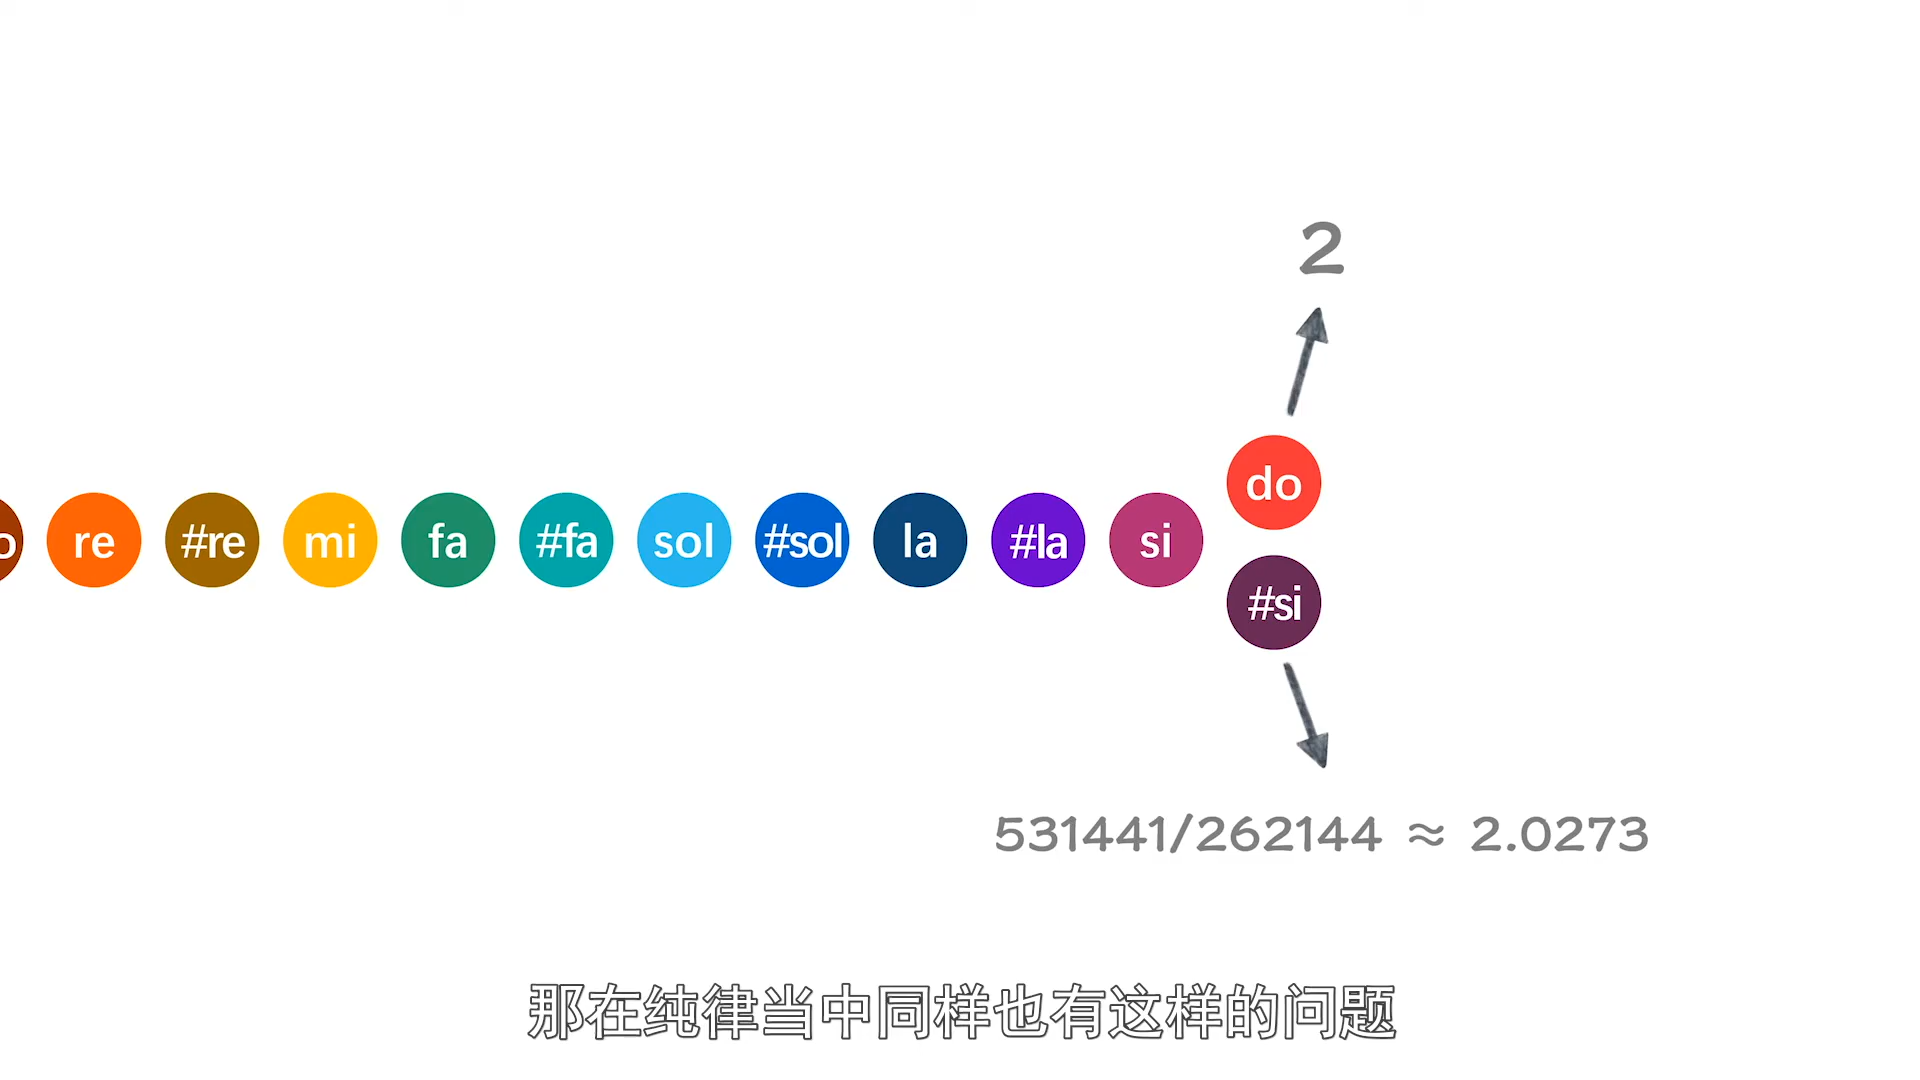 2
do
o re #re mi fa #fa sol #sol la #la si
#si
531441/262144 ≈ 2.0273
那在纯律当中同样也有这样的问题